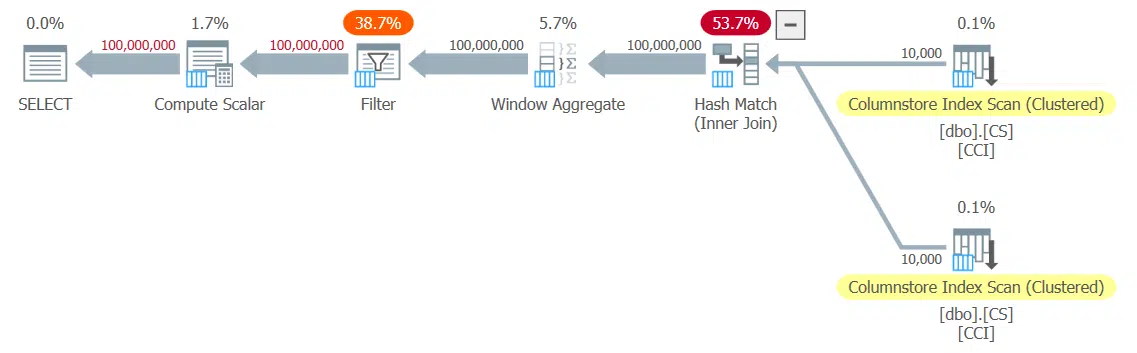 0.0%
1.7%
38.7%
5.7%
53.7%
0.1%
100,000,000
100,000,000
100,000,000
100,000,000
10,000
SELECT
Compute Scalar
Filter
Window Aggregate
Hash Match
(Inner Join)
Columnstore Index Scan (Clustered)
[dbo].[CS]
[CCI]
0.1%
10,000
Columnstore Index Scan (Clustered)
[dbo].[CS]
[CCI]